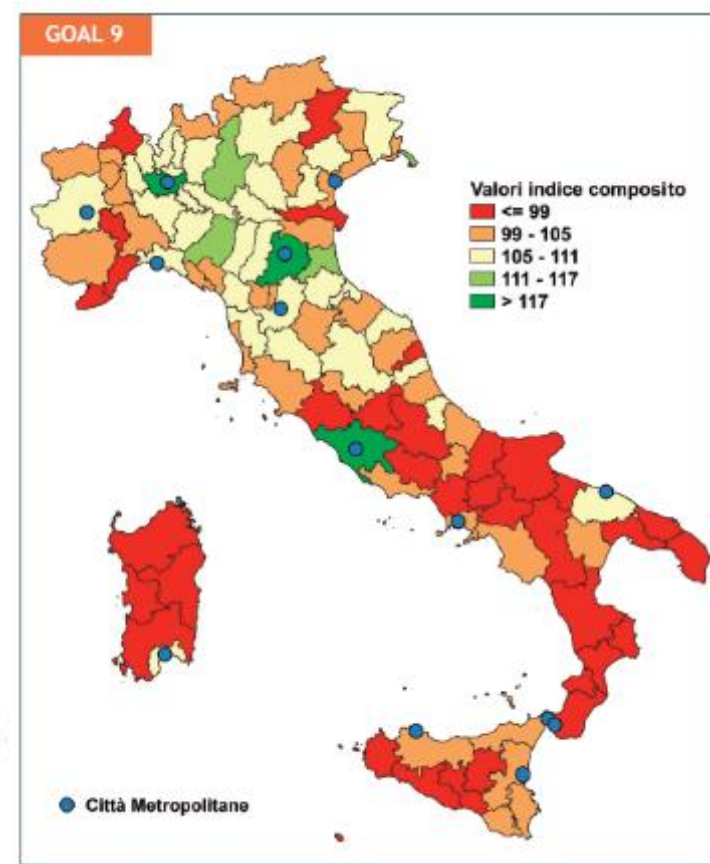 GOAL 9
Valori indice composito
<= 99
99 - 105
105 - 111
111 - 117
> 117
Città Metropolitane